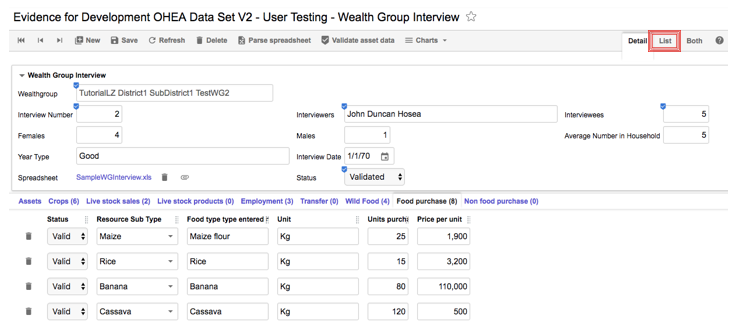 Evidence for Development OHEA Data Set V2 - User Testing - Wealth Group Interview
New Save Refresh Delete Parse spreadsheet Validate asset data Charts Detail List Both
Wealth Group Interview
Wealthgroup TutorialLZ District1 SubDistrict1 TestWG2
Interview Number 2 Interviewers John Duncan Hosea Interviewees 5
Females 4 Males 1 Average Number in Household 5
Year Type Good Interview Date 1/1/70
Spreadsheet SampleWGInterview.xls Status Validated
Assets Crops (6) Live stock sales (2) Live stock products (0) Employment (3) Transfer (0) Wild Food (4) Food purchase (8) Non food purchase (0)
Status Resource Sub Type Food type type entered Unit Units purch Price per unit
Valid Maize Maize flour Kg 25 1,900
Valid Rice Rice Kg 15 3,200
Valid Banana Banana Kg 80 110,000
Valid Cassava Cassava Kg 120 500